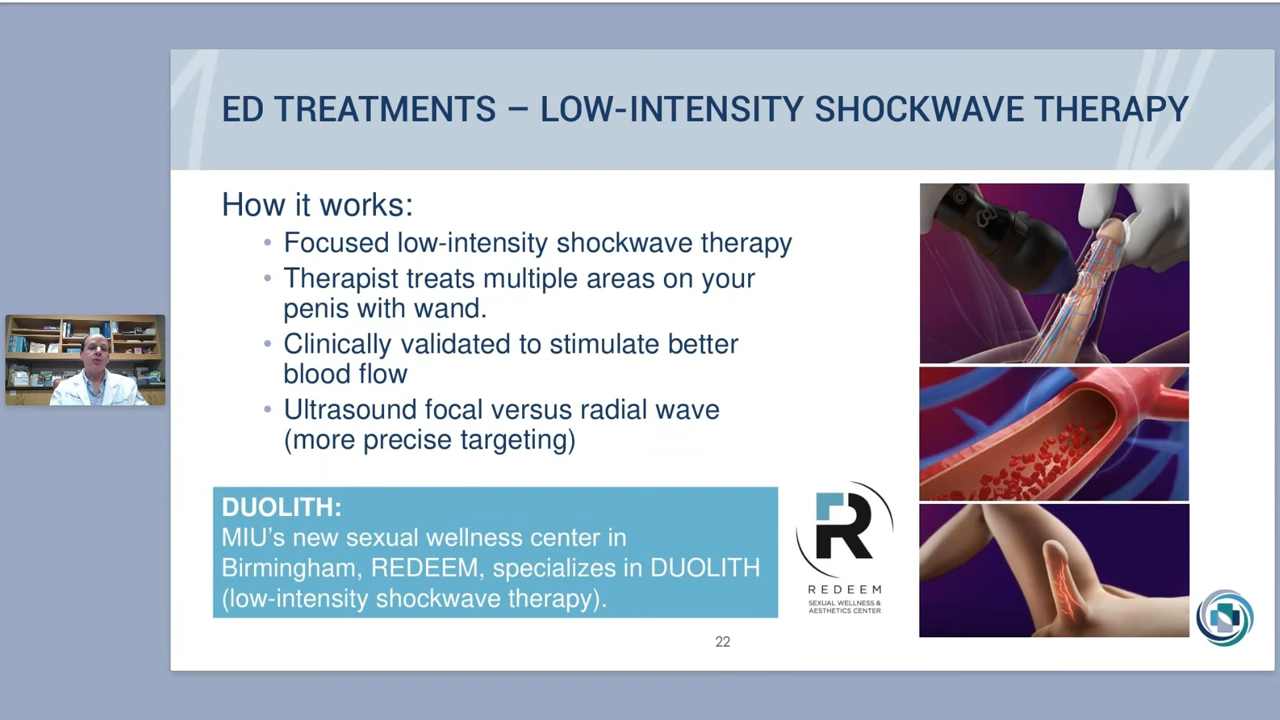 ED TREATMENTS – LOW-INTENSITY SHOCKWAVE THERAPY
How it works:
• Focused low-intensity shockwave therapy
• Therapist treats multiple areas on your
penis with wand.
• Clinically validated to stimulate better
blood flow
• Ultrasound focal versus radial wave
(more precise targeting)
DUOLITH:
MIU's new sexual wellness center in
Birmingham, REDEEM, specializes in DUOLITH
(low-intensity shockwave therapy).
R
REDEEM
SEXUAL WELLNESS &
AESTHETICS CENTER
22